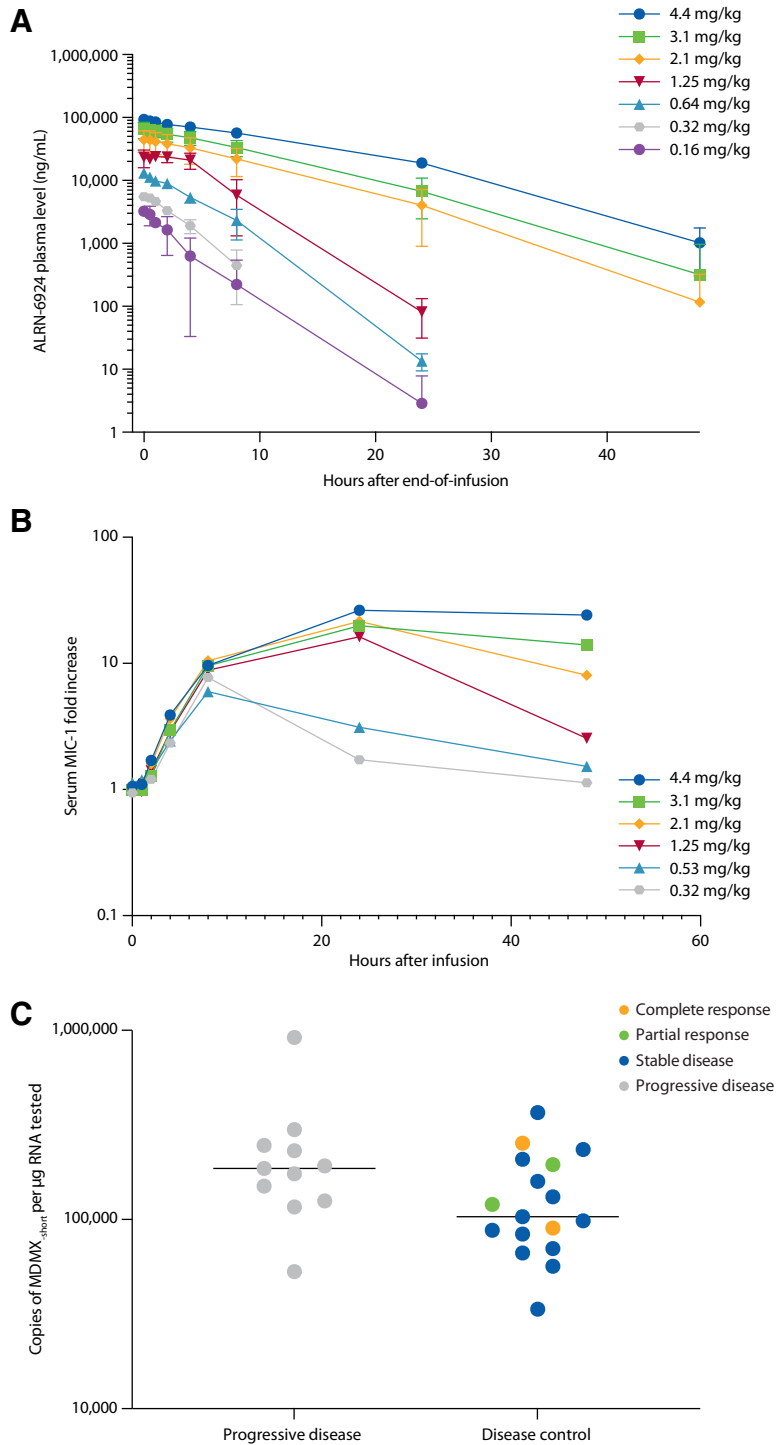 A
4.4 mg/kg
3.1 mg/kg
2.1 mg/kg
1.25 mg/kg
0.64 mg/kg
0.32 mg/kg
0.16 mg/kg
1,000,000
100,000
10,000
1,000
100
10
1
ALRN-6924 plasma level (ng/mL)
0 10 20 30 40
Hours after end-of-infusion
B
100
10
1
0.1
Serum MIC-1 fold increase
4.4 mg/kg
3.1 mg/kg
2.1 mg/kg
1.25 mg/kg
0.53 mg/kg
0.32 mg/kg
0 20 40 60
Hours after infusion
C
Complete response
Partial response
Stable disease
Progressive disease
1,000,000
100,000
10,000
Copies of MDMX-short per µg RNA tested
Progressive disease Disease control